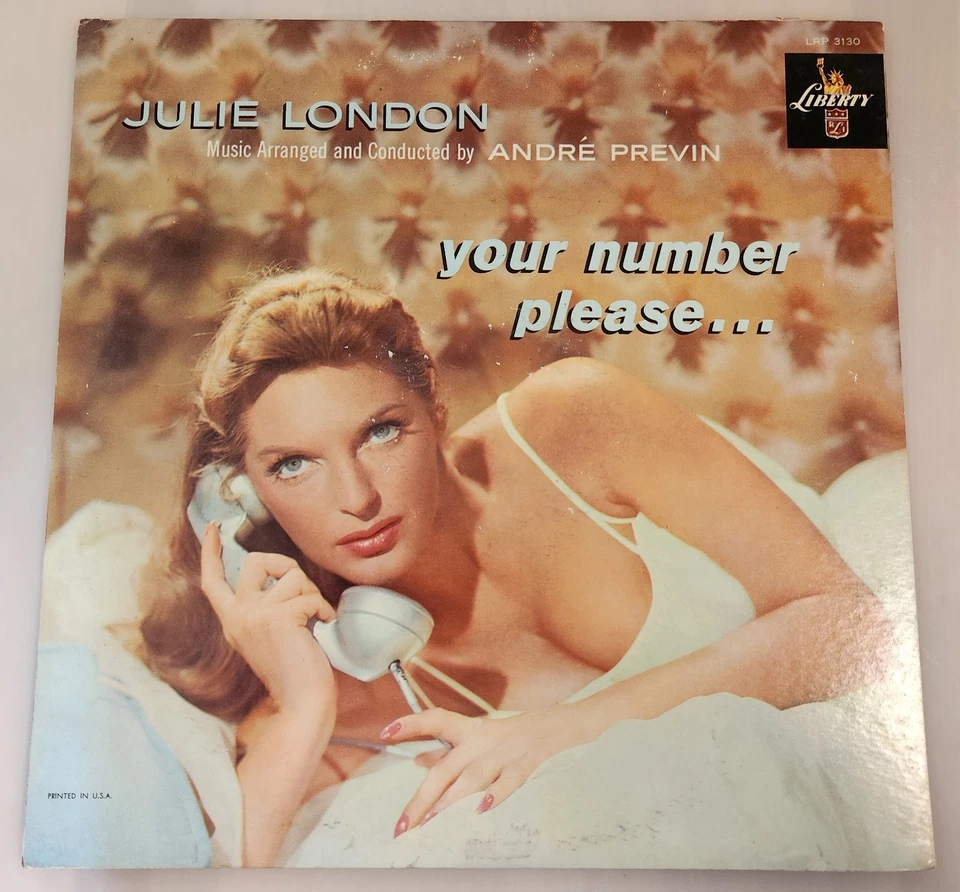 LRP 3130
LIBERTY
JULIE LONDON
Music Arranged and Conducted by ANDRÉ PREVIN
your number
please...
PRINTED IN U.S.A.